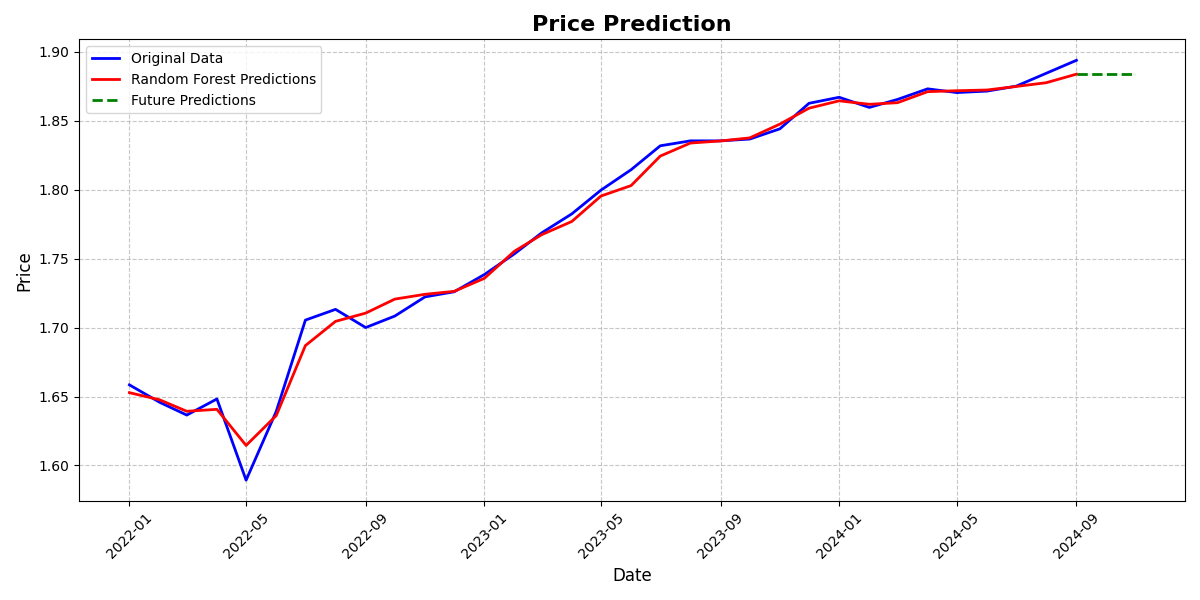 Price Prediction
Original Data
Random Forest Predictions
Future Predictions
Price
1.90
1.85
1.80
1.75
1.70
1.65
1.60
2022-01
2022-05
2022-09
2023-01
2023-05
2023-09
2024-01
2024-05
2024-09
Date